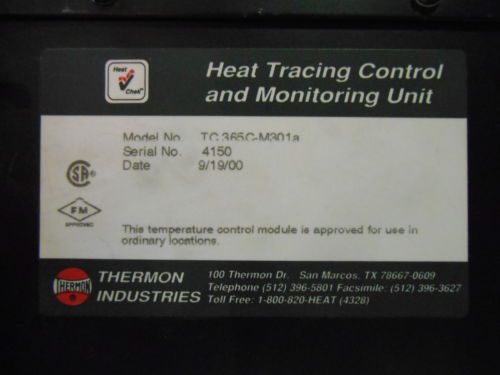 Heat
Chek
Heat Tracing Control
and Monitoring Unit
Model No. TC 365C-M301a
Serial No. 4150
Date 9/19/00
SA
FM
APPROVED
This temperature control module is approved for use in
ordinary locations.
THERMON
THERMON
INDUSTRIES
100 Thermon Dr. San Marcos, TX 78667-0609
Telephone (512) 396-5801 Facsimile: (512) 396-3627
Toll Free: 1-800-820-HEAT (4328)